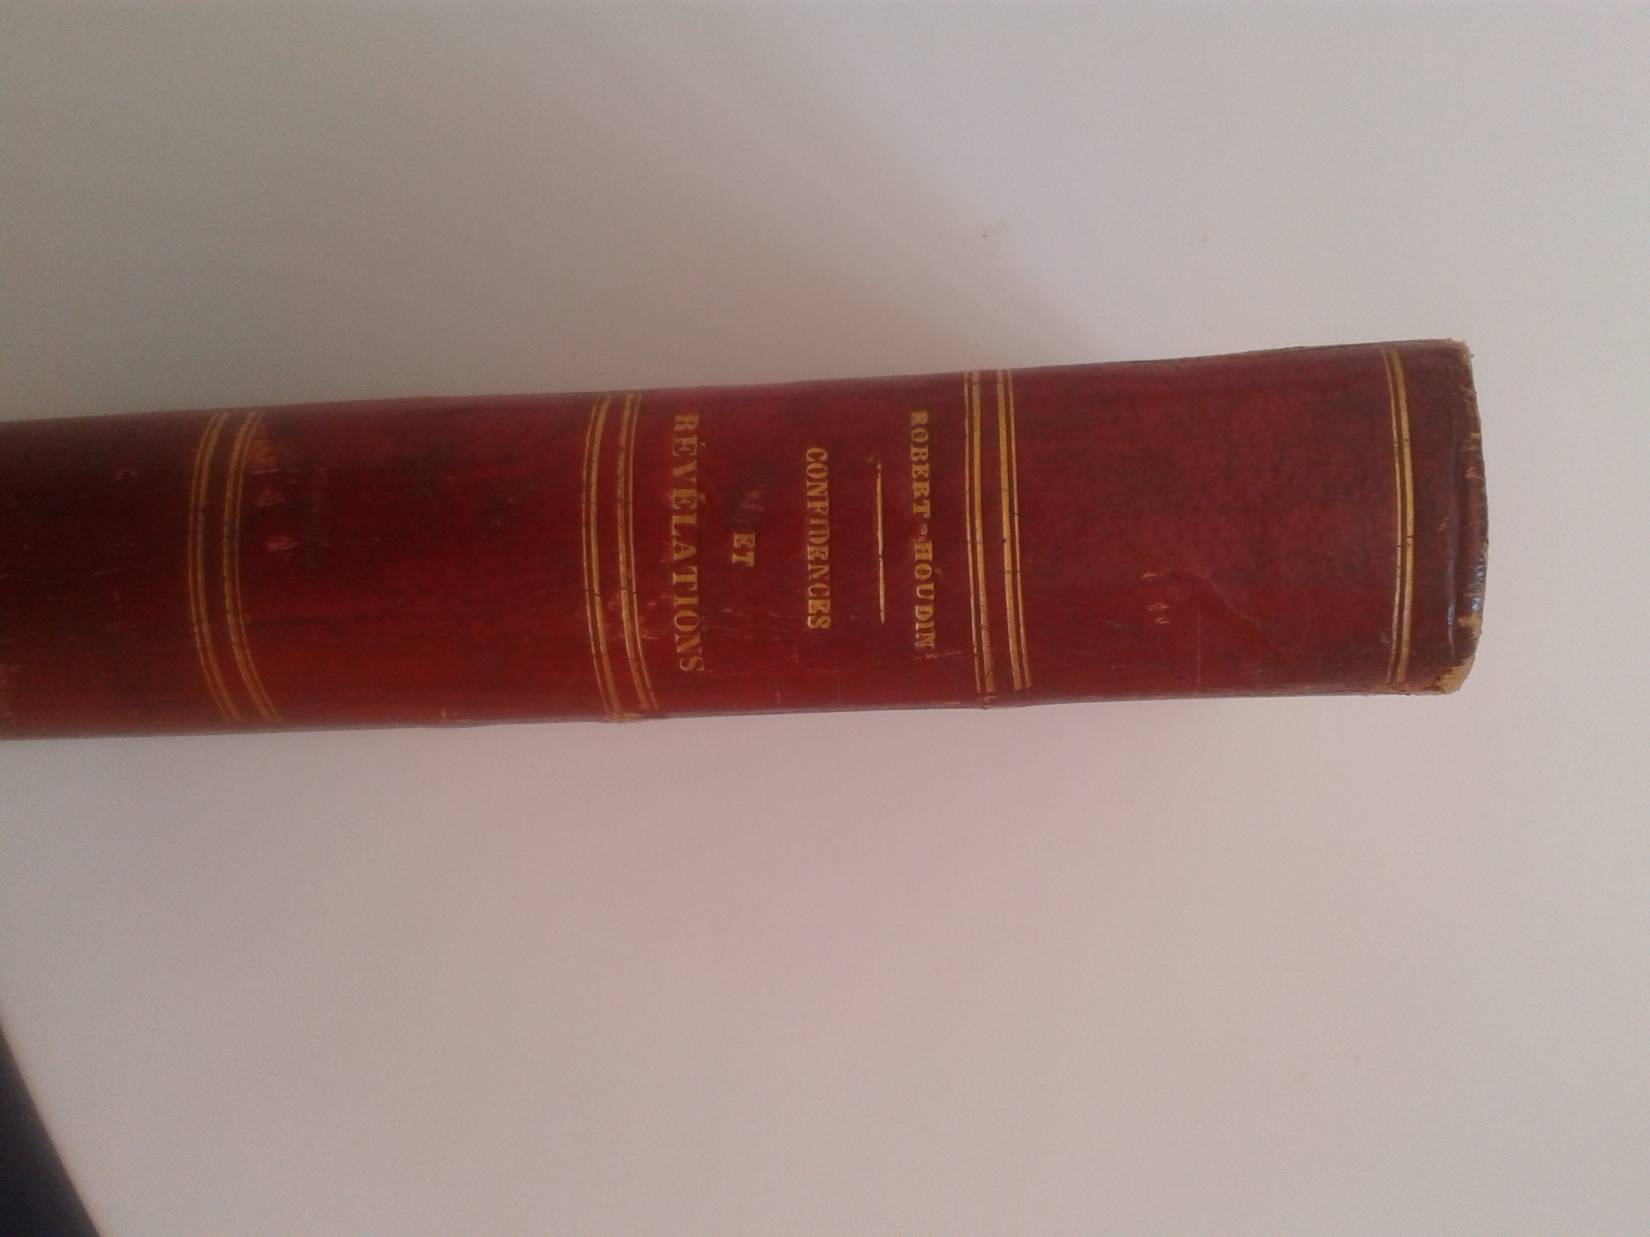 ROBERT-HOUDIN
CONFIDENCES
ET
RÉVÉLATIONS